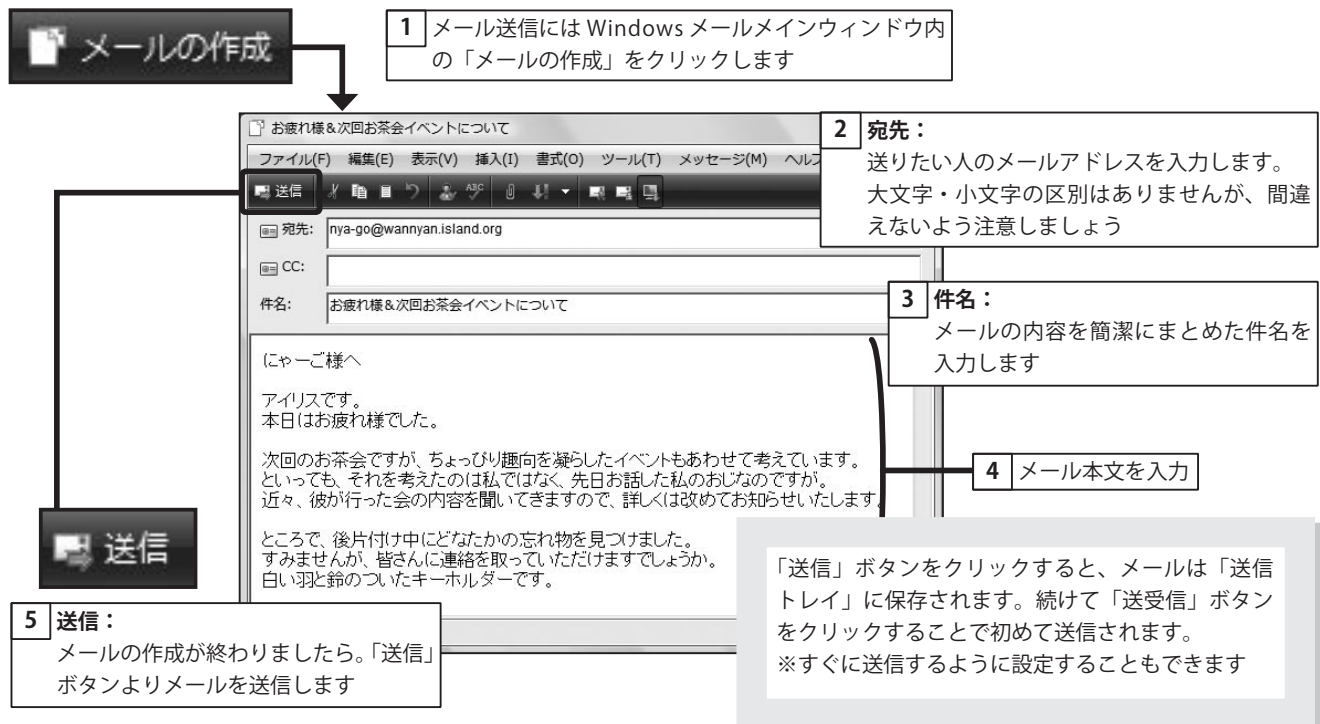 メールの作成
1 メール送信には Windows メールメインウィンドウ内
の「メールの作成」をクリックします
お疲れ様&次回お茶会イベントについて
ファイル(F) 編集(E) 表示(V) 挿入(I) 書式(O) ツール(T) メッセージ(M) ヘルプ
送信
宛先: nya-go@wannyan.island.org
CC:
件名: お疲れ様&次回お茶会イベントについて
2 宛先:
送りたい人のメールアドレスを入力します。
大文字・小文字の区別はありませんが、間違
えないよう注意しましょう
3 件名:
メールの内容を簡潔にまとめた件名を
入力します
にゃーご様へ
アイリスです。
本日はお疲れ様でした。
次回のお茶会ですが、ちょっぴり趣向を凝らしたイベントもあわせて考えています。
といっても、それを考えたのは私ではなく、先日お話した私のおじなのですが。
近々、彼が行った会の内容を聞いてきますので、詳しくは改めてお知らせいたします。
ところで、後片付け中にどなたかの忘れ物を見つけました。
すみませんが、皆さんに連絡を取っていただけますでしょうか。
白い羽と鈴のついたキーホルダーです。
4 メール本文を入力
送信
5 送信:
メールの作成が終わりましたら。「送信」
ボタンよりメールを送信します
「送信」ボタンをクリックすると、メールは「送信
トレイ」に保存されます。続けて「送受信」ボタン
をクリックすることで初めて送信されます。
※すぐに送信するように設定することもできます